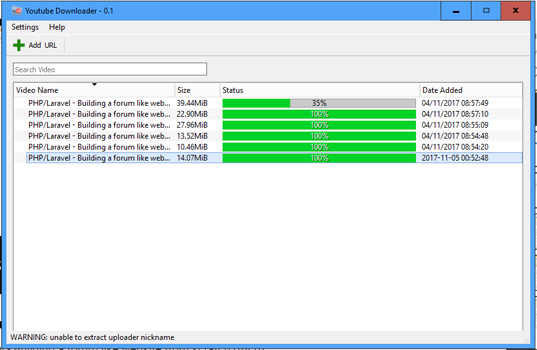 Youtube Downloader - 0.1
Settings Help
Add URL
Search Video
Video Name Size Status Date Added
PHP/Laravel - Building a forum like web... 39.44MiB 35% 04/11/2017 08:57:49
PHP/Laravel - Building a forum like web... 22.90MiB 100% 04/11/2017 08:57:10
PHP/Laravel - Building a forum like web... 27.96MiB 100% 04/11/2017 08:55:09
PHP/Laravel - Building a forum like web... 13.52MiB 100% 04/11/2017 08:54:48
PHP/Laravel - Building a forum like web... 10.46MiB 100% 04/11/2017 08:54:20
PHP/Laravel - Building a forum like web... 14.07MiB 100% 2017-11-05 00:52:48
WARNING: unable to extract uploader nickname